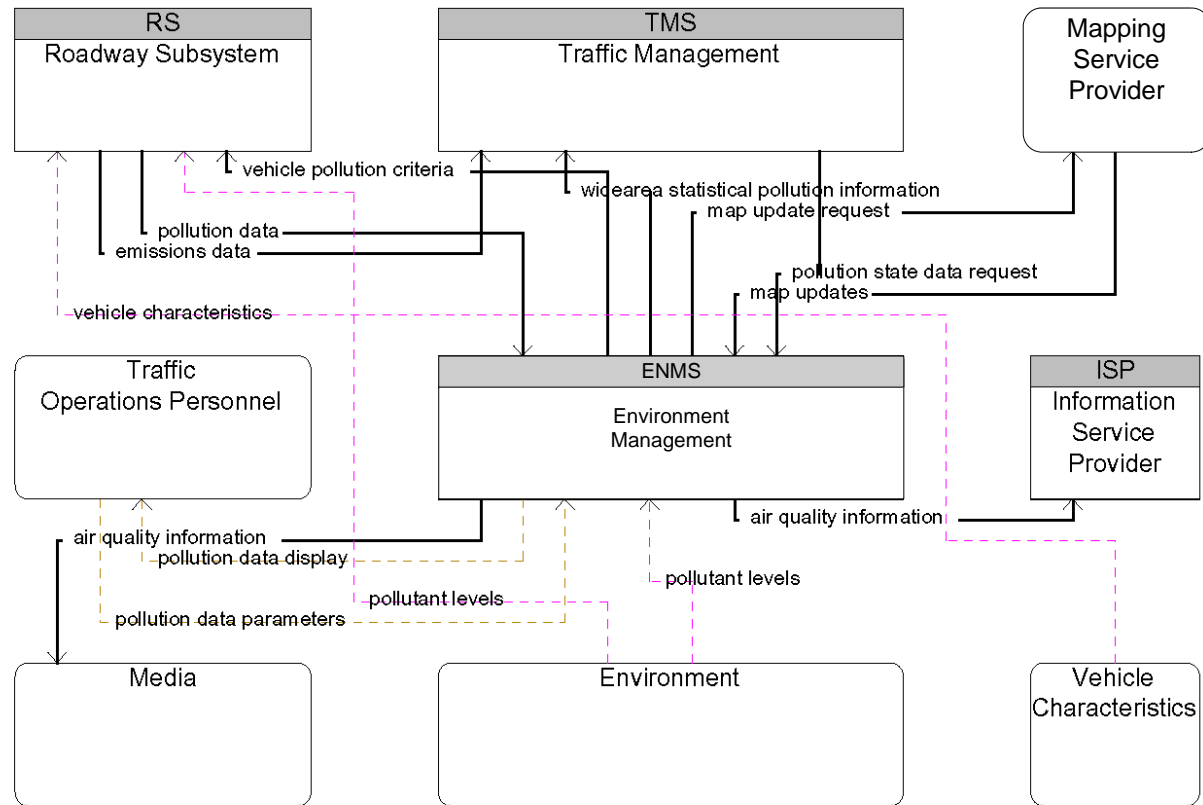 RS
Roadway Subsystem
TMS
Traffic Management
Mapping
Service
Provider
vehicle pollution criteria
widearea statistical pollution information
map update request
pollution data
emissions data
pollution state data request
map updates
vehicle characteristics
Traffic
Operations Personnel
ENMS
Environment
Management
ISP
Information
Service
Provider
air quality information
air quality information
pollution data display
pollutant levels
pollutant levels
pollution data parameters
Media
Environment
Vehicle
Characteristics